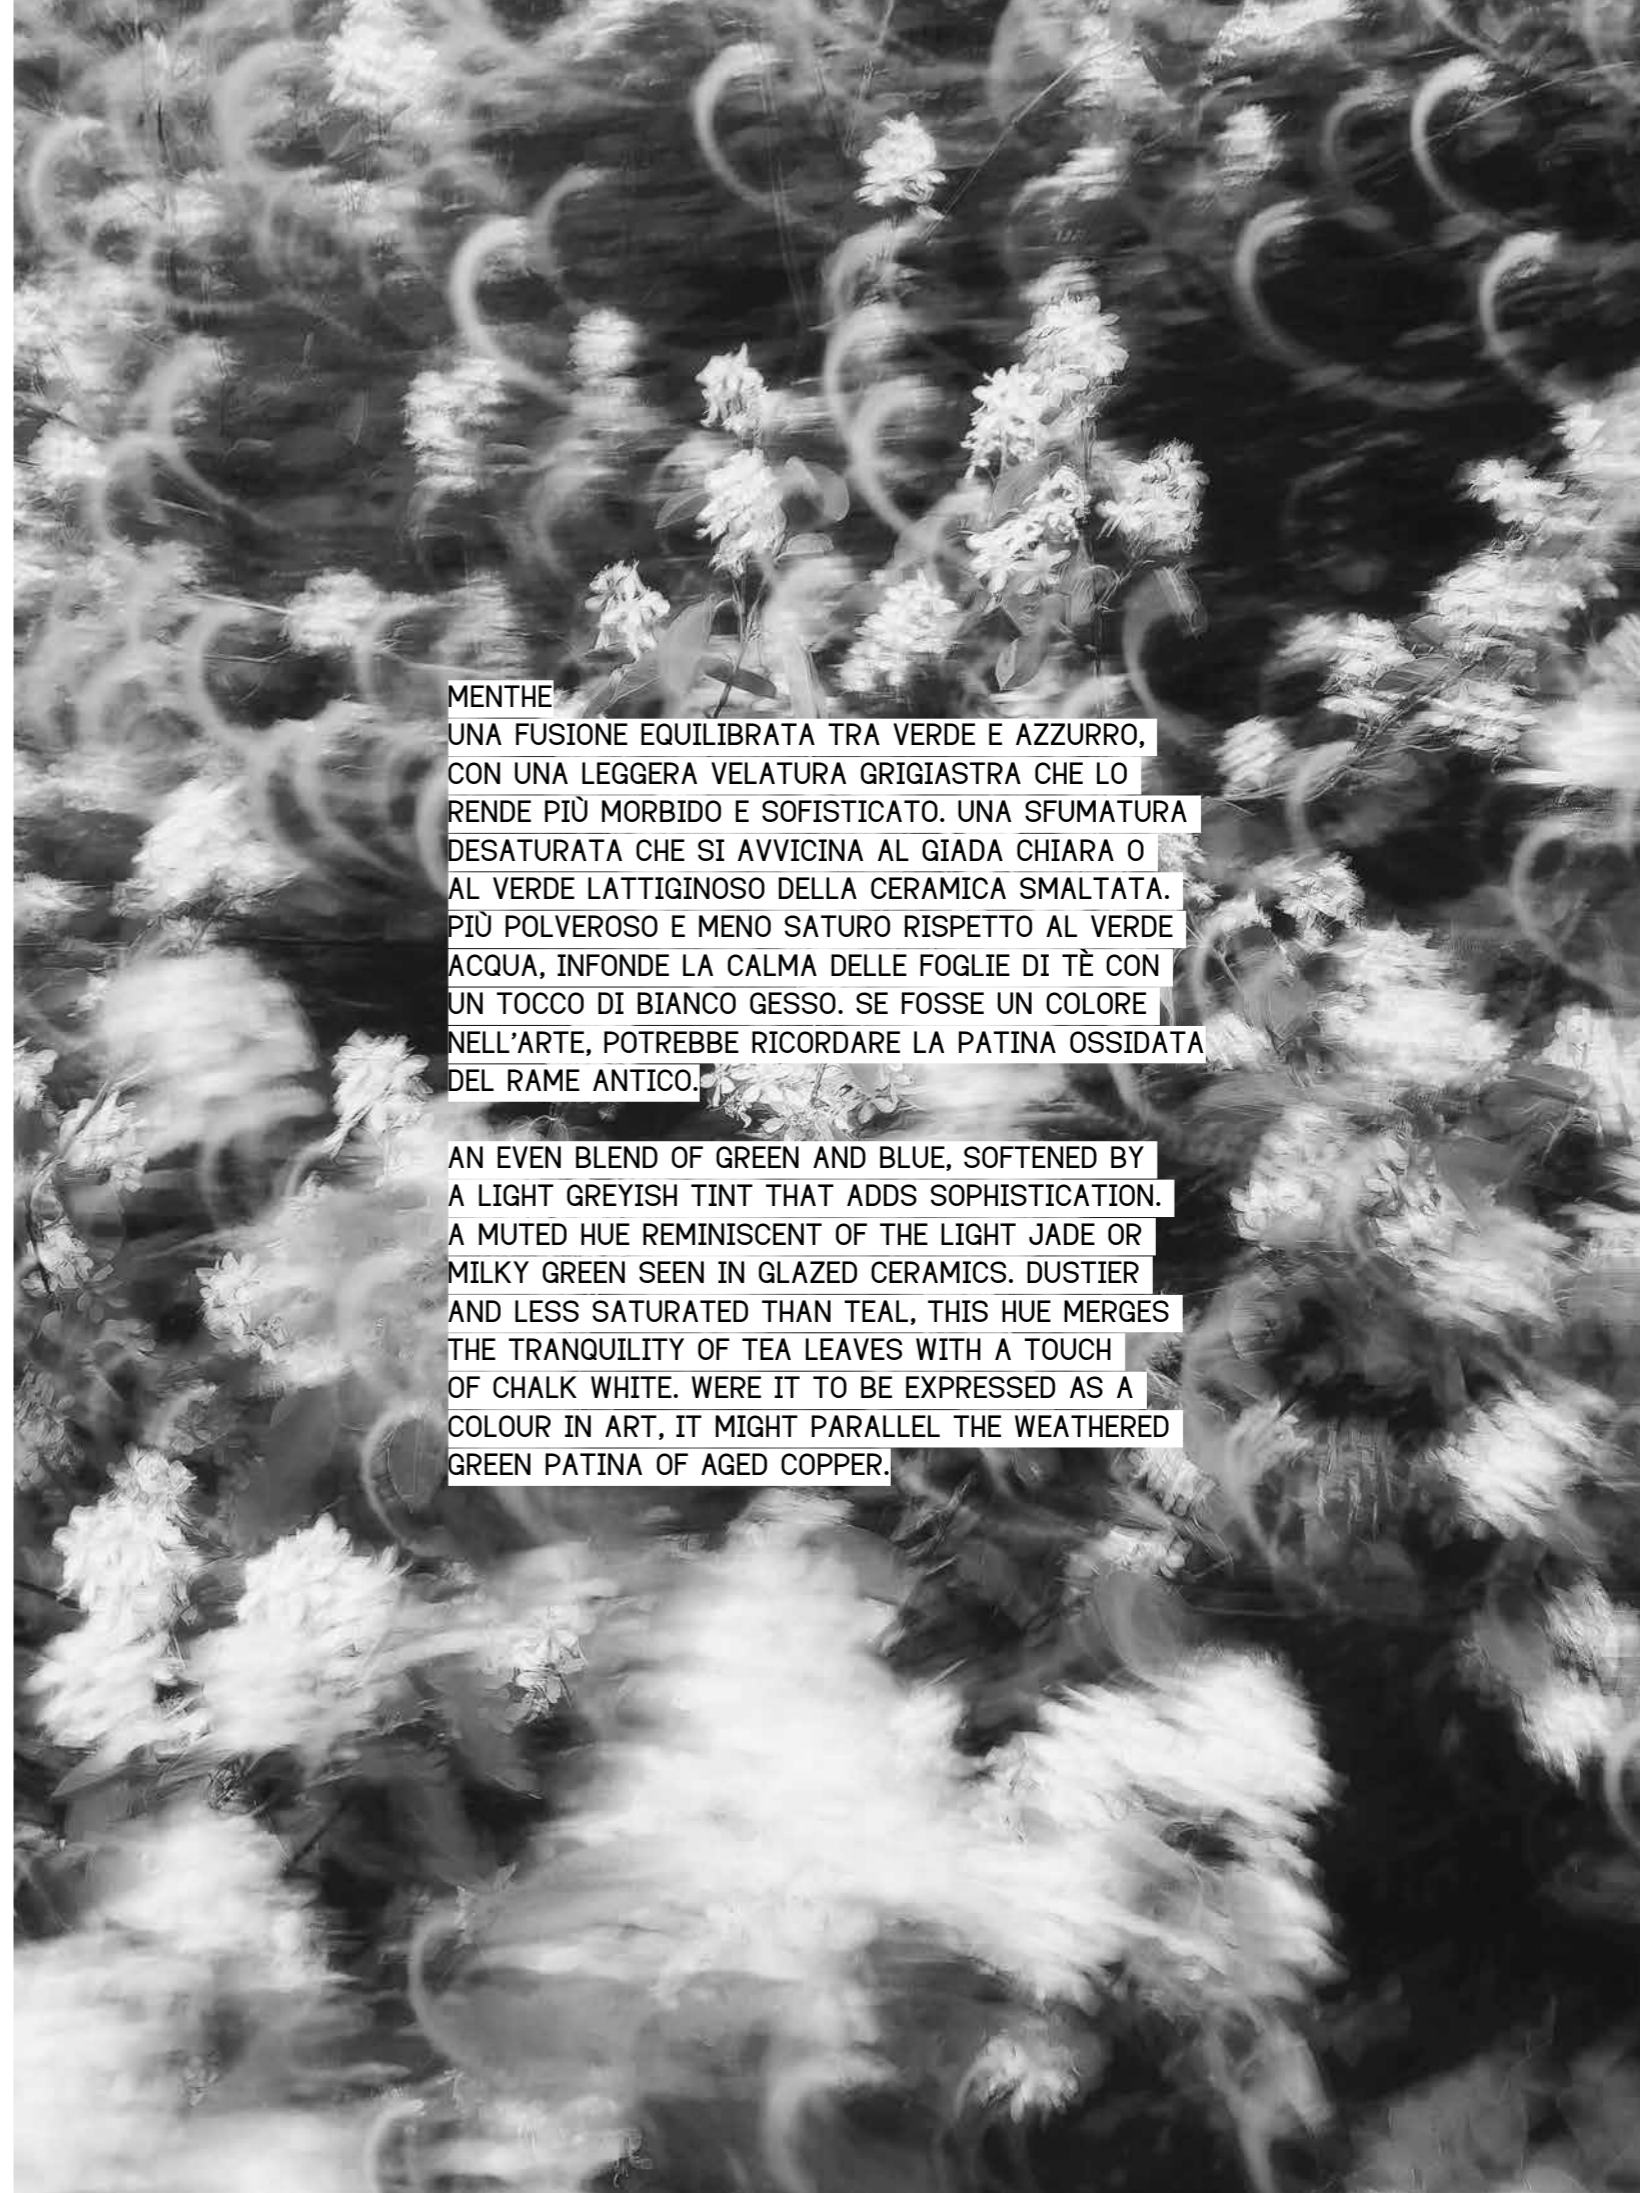 MENTHE
UNA FUSIONE EQUILIBRATA TRA VERDE E AZZURRO,
CON UNA LEGGERA VELATURA GRIGIASTRA CHE LO
RENDE PIÙ MORBIDO E SOFISTICATO. UNA SFUMATURA
DESATURATA CHE SI AVVICINA AL GIADA CHIARA O
AL VERDE LATTIGINOSO DELLA CERAMICA SMALTATA.
PIÙ POLVEROSO E MENO SATURO RISPETTO AL VERDE
ACQUA, INFONDE LA CALMA DELLE FOGLIE DI TÈ CON
UN TOCCO DI BIANCO GESSO. SE FOSSE UN COLORE
NELL’ARTE, POTREBBE RICORDARE LA PATINA OSSIDATA
DEL RAME ANTICO.
AN EVEN BLEND OF GREEN AND BLUE, SOFTENED BY
A LIGHT GREYISH TINT THAT ADDS SOPHISTICATION.
A MUTED HUE REMINISCENT OF THE LIGHT JADE OR
MILKY GREEN SEEN IN GLAZED CERAMICS. DUSTIER
AND LESS SATURATED THAN TEAL, THIS HUE MERGES
THE TRANQUILITY OF TEA LEAVES WITH A TOUCH
OF CHALK WHITE. WERE IT TO BE EXPRESSED AS A
COLOUR IN ART, IT MIGHT PARALLEL THE WEATHERED
GREEN PATINA OF AGED COPPER.